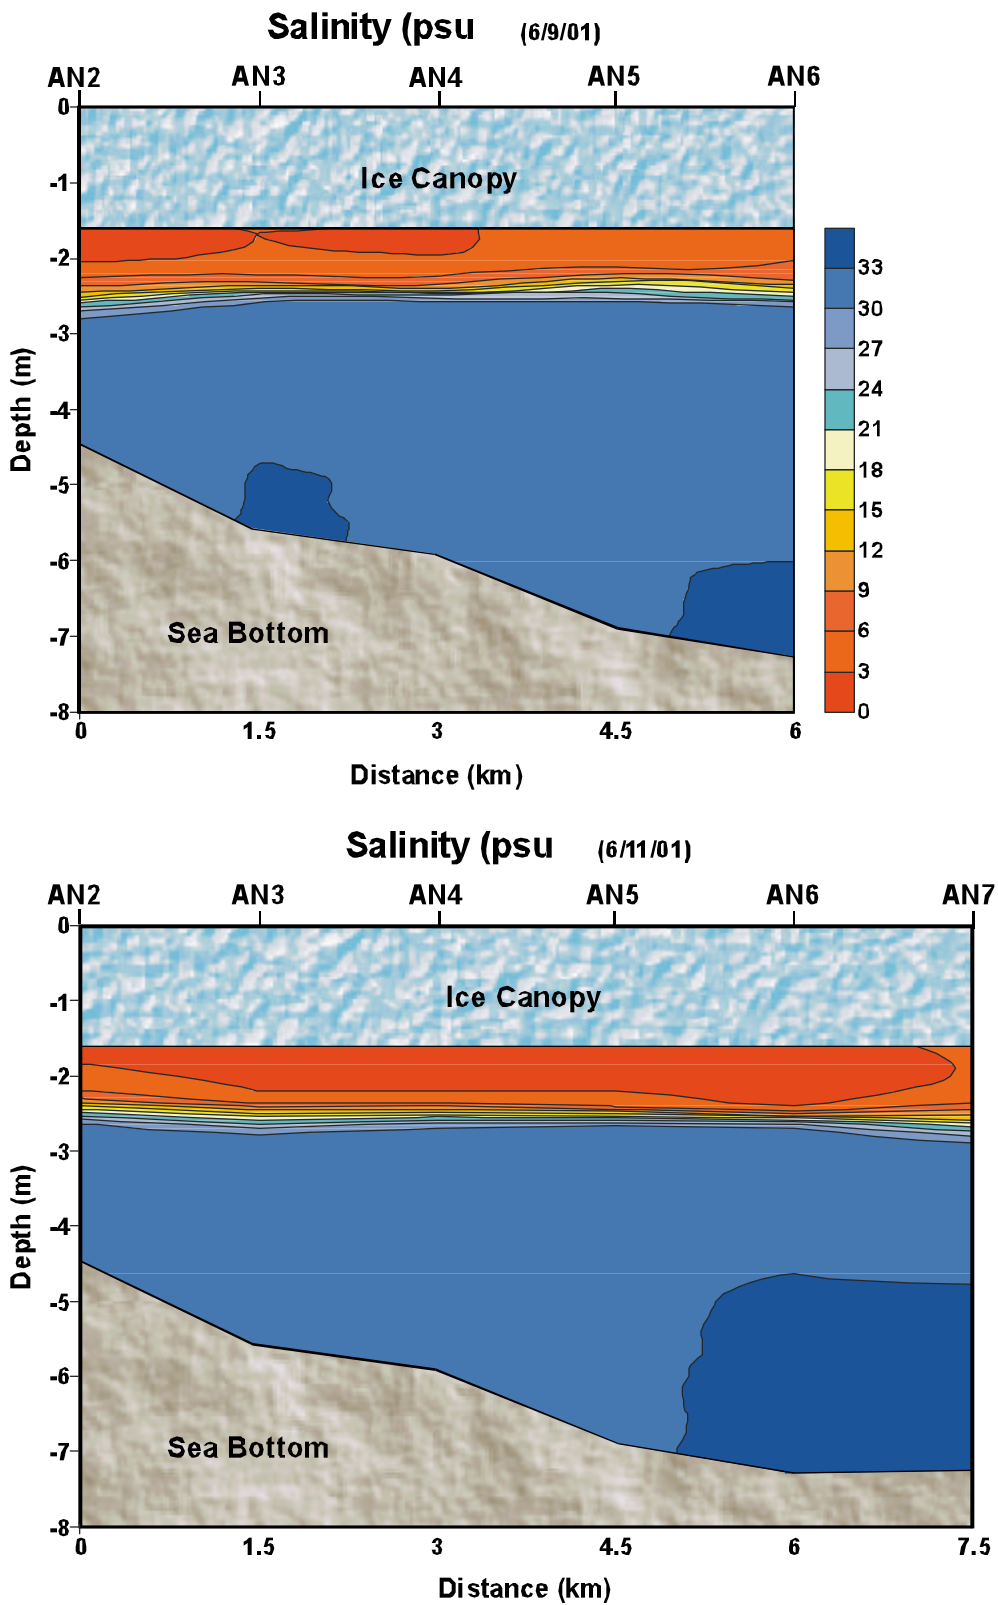 Salinity (psu (6/9/01)
AN2 AN3 AN4 AN5 AN6
0
Ice Canopy
-1
-2
-3
-4
-5
-6
-7
-8
Depth (m)
Sea Bottom
33
30
27
24
21
18
15
12
9
6
3
0
0 1.5 3 4.5 6
Distance (km)
Salinity (psu (6/11/01)
AN2 AN3 AN4 AN5 AN6 AN7
0
Ice Canopy
-1
-2
-3
-4
-5
-6
-7
-8
Depth (m)
Sea Bottom
0 1.5 3 4.5 6 7.5
Distance (km)